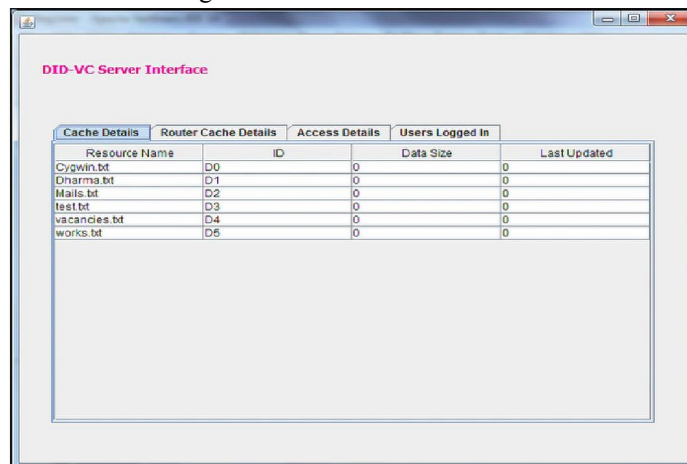 DID-VC Server Interface
Cache Details Router Cache Details Access Details Users Logged In
Resource Name ID Data Size Last Updated
Cygwin.txt D0 0 0
Dharma.txt D1 0 0
Mails.txt D2 0 0
test.txt D3 0 0
vacancies.txt D4 0 0
works.txt D5 0 0